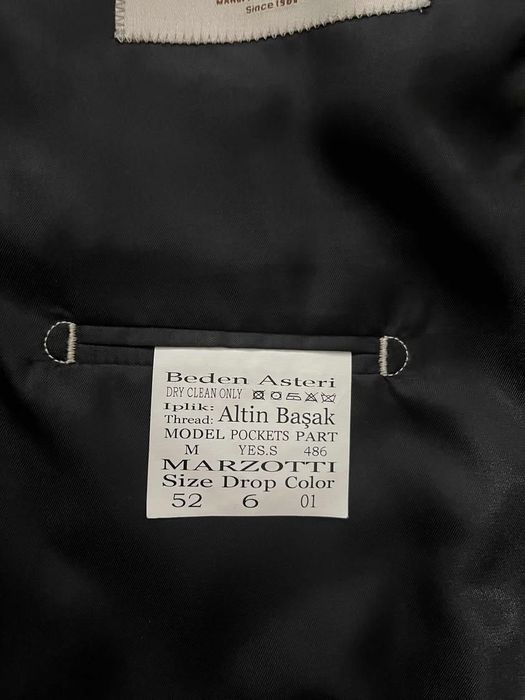 Since 1961
Beden Asteri
DRY CLEAN ONLY
Iplik:
Thread: Altin Başak
MODEL POCKETS PART
M YES.S 486
MARZOTTI
Size Drop Color
52 6 01